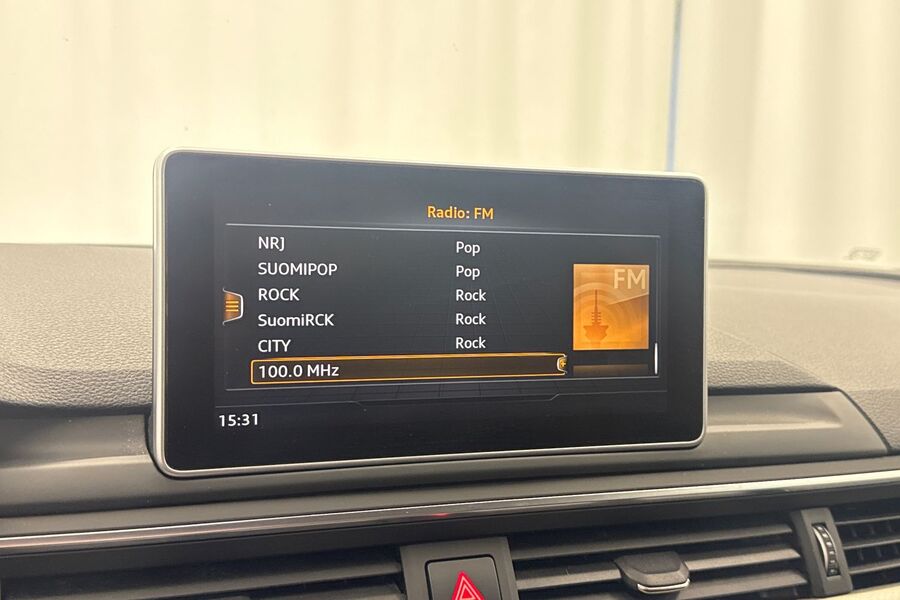 Radio: FM
NRJ Pop
SUOMIPOP Pop
ROCK Rock
SuomiRCK Rock
CITY Rock
100.0 MHz
FM
15:31